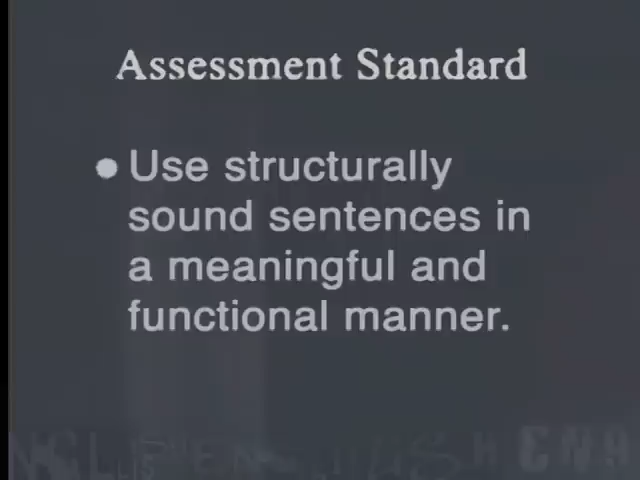 Assessment Standard
Use structurally
sound sentences in
a meaningful and
functional manner.